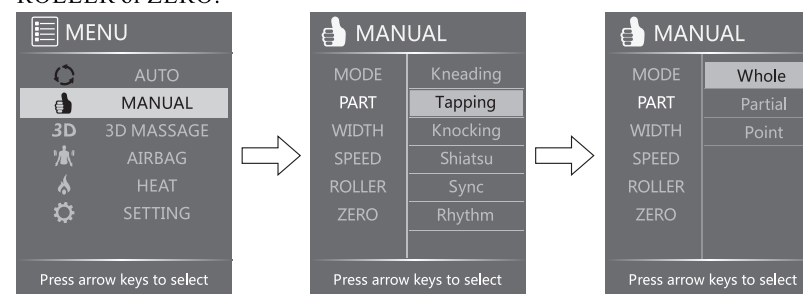 ROLLER or ZERO.
MENU
AUTO
MANUAL
3D 3D MASSAGE
AIRBAG
HEAT
SETTING
Press arrow keys to select
MANUAL
MODE Kneading
PART Tapping
WIDTH Knocking
SPEED Shiatsu
ROLLER Sync
ZERO Rhythm
Press arrow keys to select
MANUAL
MODE Whole
PART Partial
WIDTH Point
SPEED
ROLLER
ZERO
Press arrow keys to select